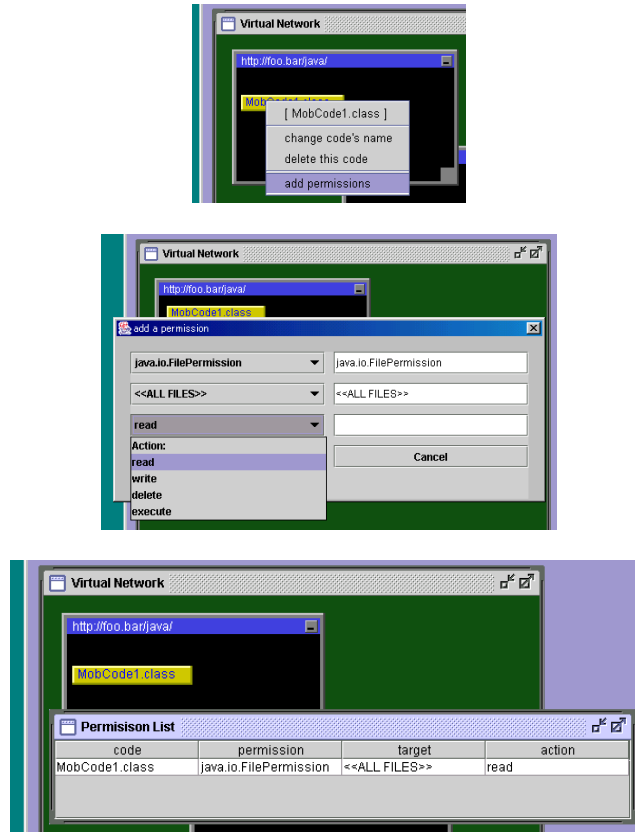 Virtual Network
http://foo.bar/java/
MobCode1.class
[ MobCode1.class ]
change code's name
delete this code
add permissions
Virtual Network
http://foo.bar/java/
MobCode1.class
add a permission
java.io.FilePermission java.io.FilePermission
<<ALL FILES>> <<ALL FILES>>
read
Action:
read Cancel
write
delete
execute
Virtual Network
http://foo.bar/java/
MobCode1.class
Permisison List
code permission target action
MobCode1.class java.io.FilePermission <<ALL FILES>> read